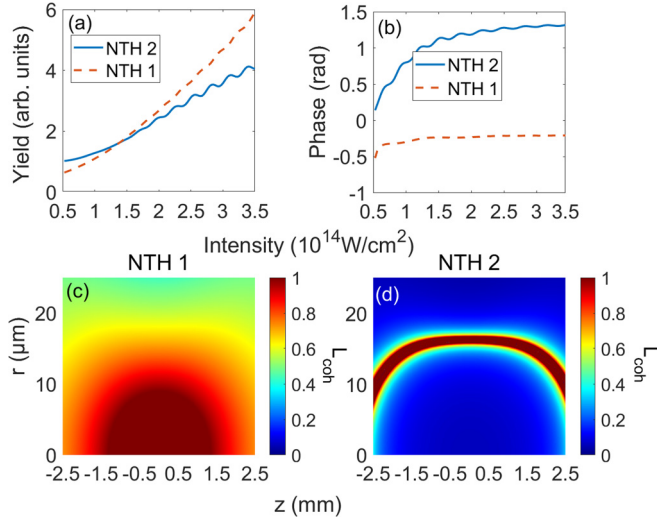 (a)
NTH 2
NTH 1
Yield (arb. units)
6
4
2
0
0.5 1 1.5 2 2.5 3 3.5
(b)
NTH 2
NTH 1
Phase (rad)
1.5
1
0.5
0
-0.5
-1
0.5 1 1.5 2 2.5 3 3.5
Intensity (10^14 W/cm^2)
NTH 1
(c)
r (μm)
20
10
0
-2.5 -1.5 -0.5 0.5 1.5 2.5
1
0.8
0.6
0.4
0.2
0
L_coh
NTH 2
(d)
20
10
0
-2.5 -1.5 -0.5 0.5 1.5 2.5
1
0.8
0.6
0.4
0.2
0
L_coh
z (mm)